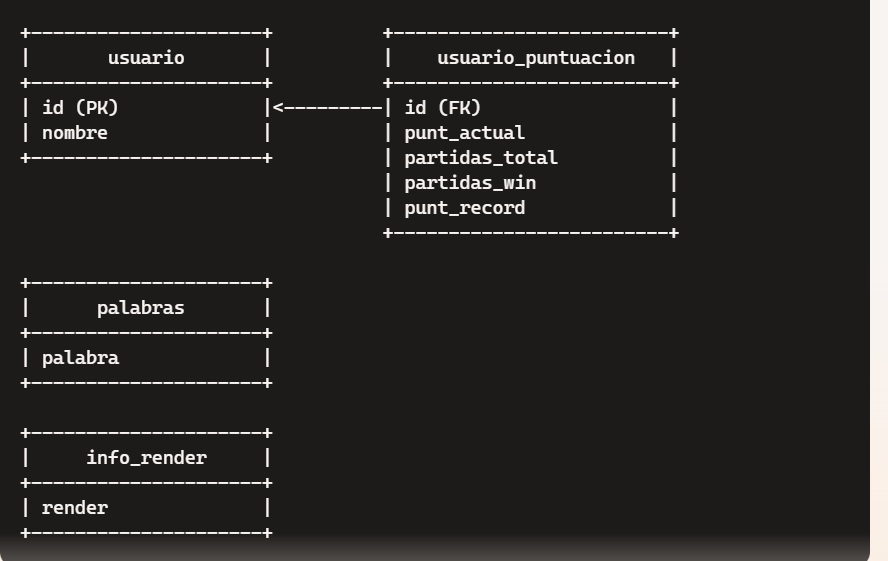 +----------------------+          +--------------------------+
|       usuario       |          |    usuario_puntuacion   |
+----------------------+          +--------------------------+
| id (PK)             |<---------| id (FK)                 |
| nombre              |          | punt_actual             |
+----------------------+          | partidas_total          |
                                 | partidas_win            |
                                 | punt_record             |
                                 +--------------------------+
+----------------------+
|      palabras       |
+----------------------+
| palabra             |
+----------------------+
+----------------------+
|     info_render     |
+----------------------+
| render              |
+----------------------+